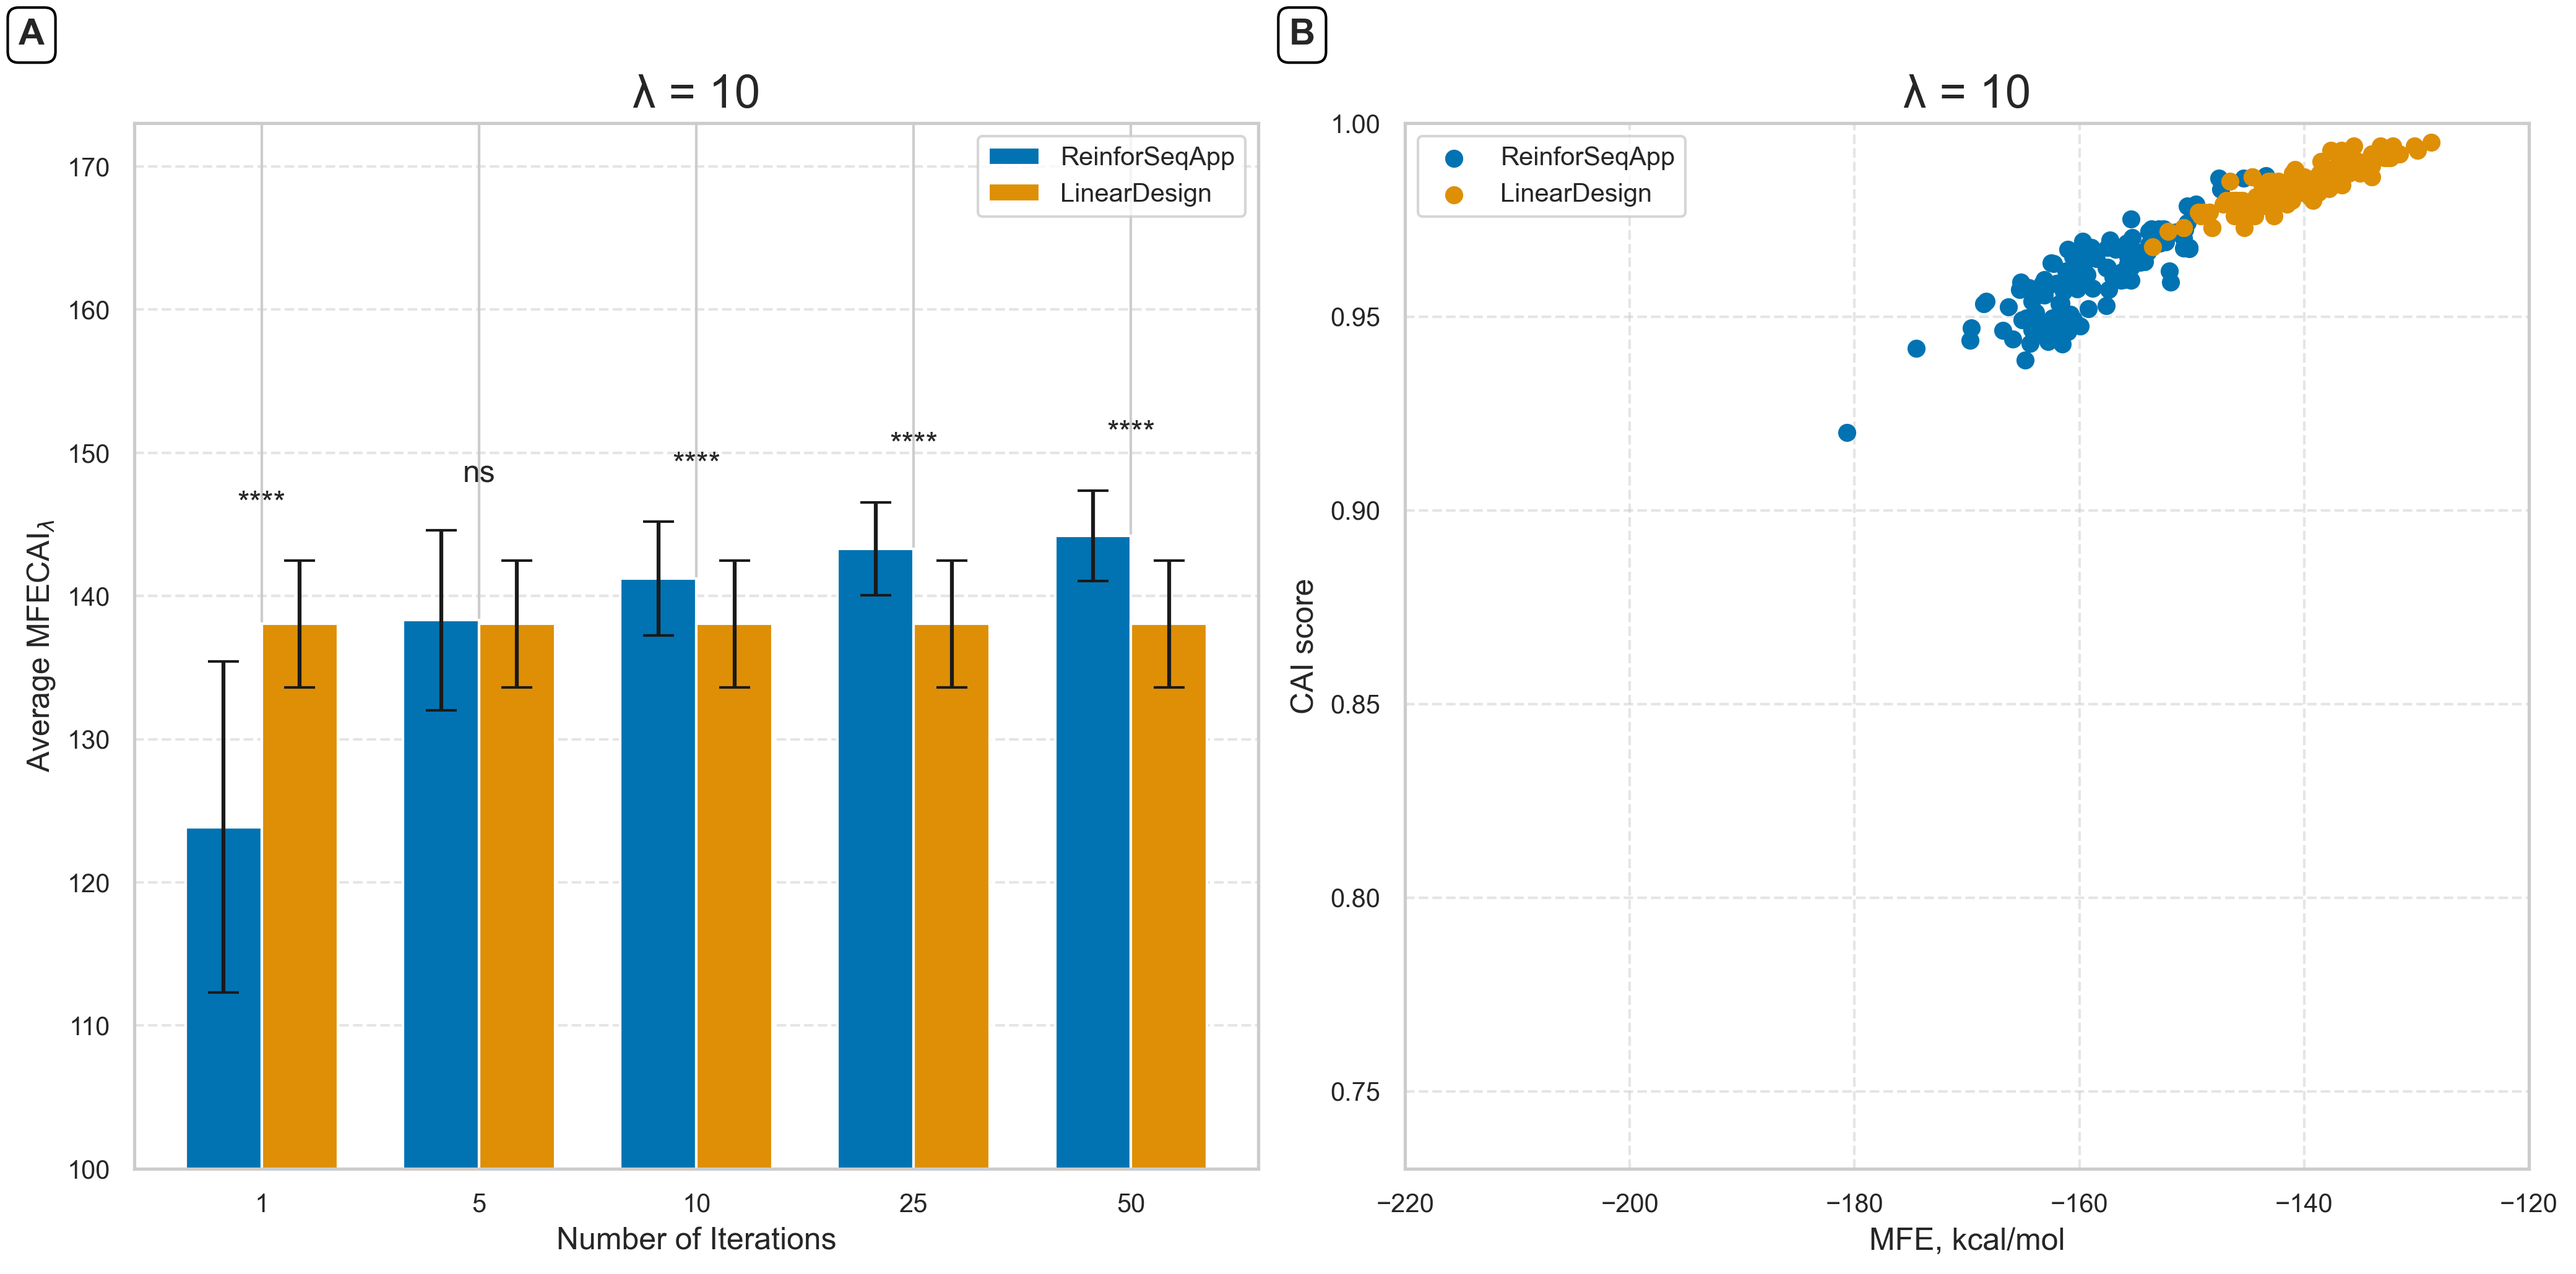 A
λ = 10
ReinforSeqApp
LinearDesign
170
160
150
140
130
120
110
100
Average MFECAIλ
****
ns
****
****
****
1 5 10 25 50
Number of Iterations
B
λ = 10
ReinforSeqApp
LinearDesign
1.00
0.95
0.90
0.85
0.80
0.75
CAI score
−220 −200 −180 −160 −140 −120
MFE, kcal/mol